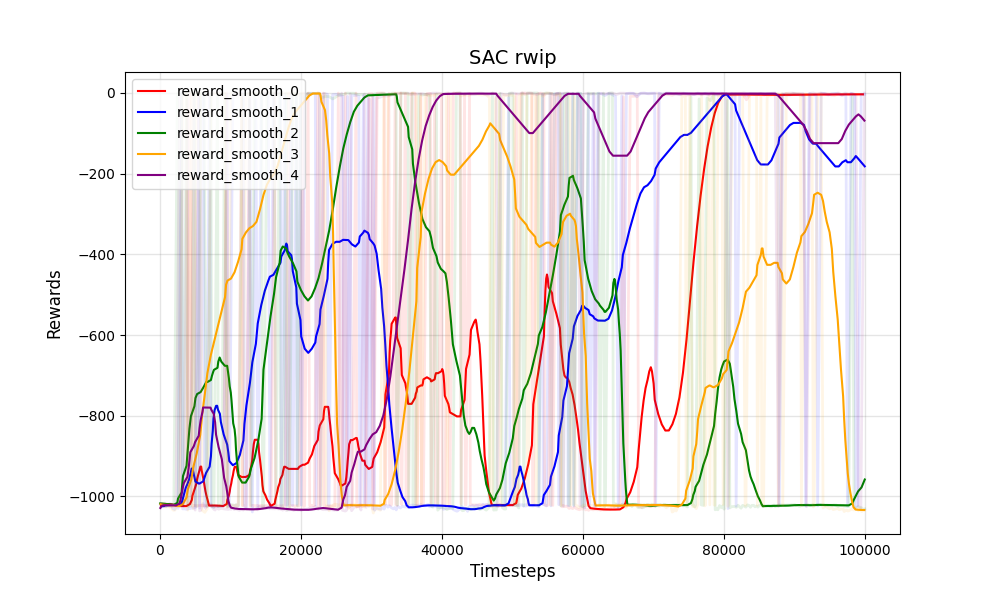 SAC rwip
reward_smooth_0
reward_smooth_1
reward_smooth_2
reward_smooth_3
reward_smooth_4
Rewards
0
−200
−400
−600
−800
−1000
0
20000
40000
60000
80000
100000
Timesteps